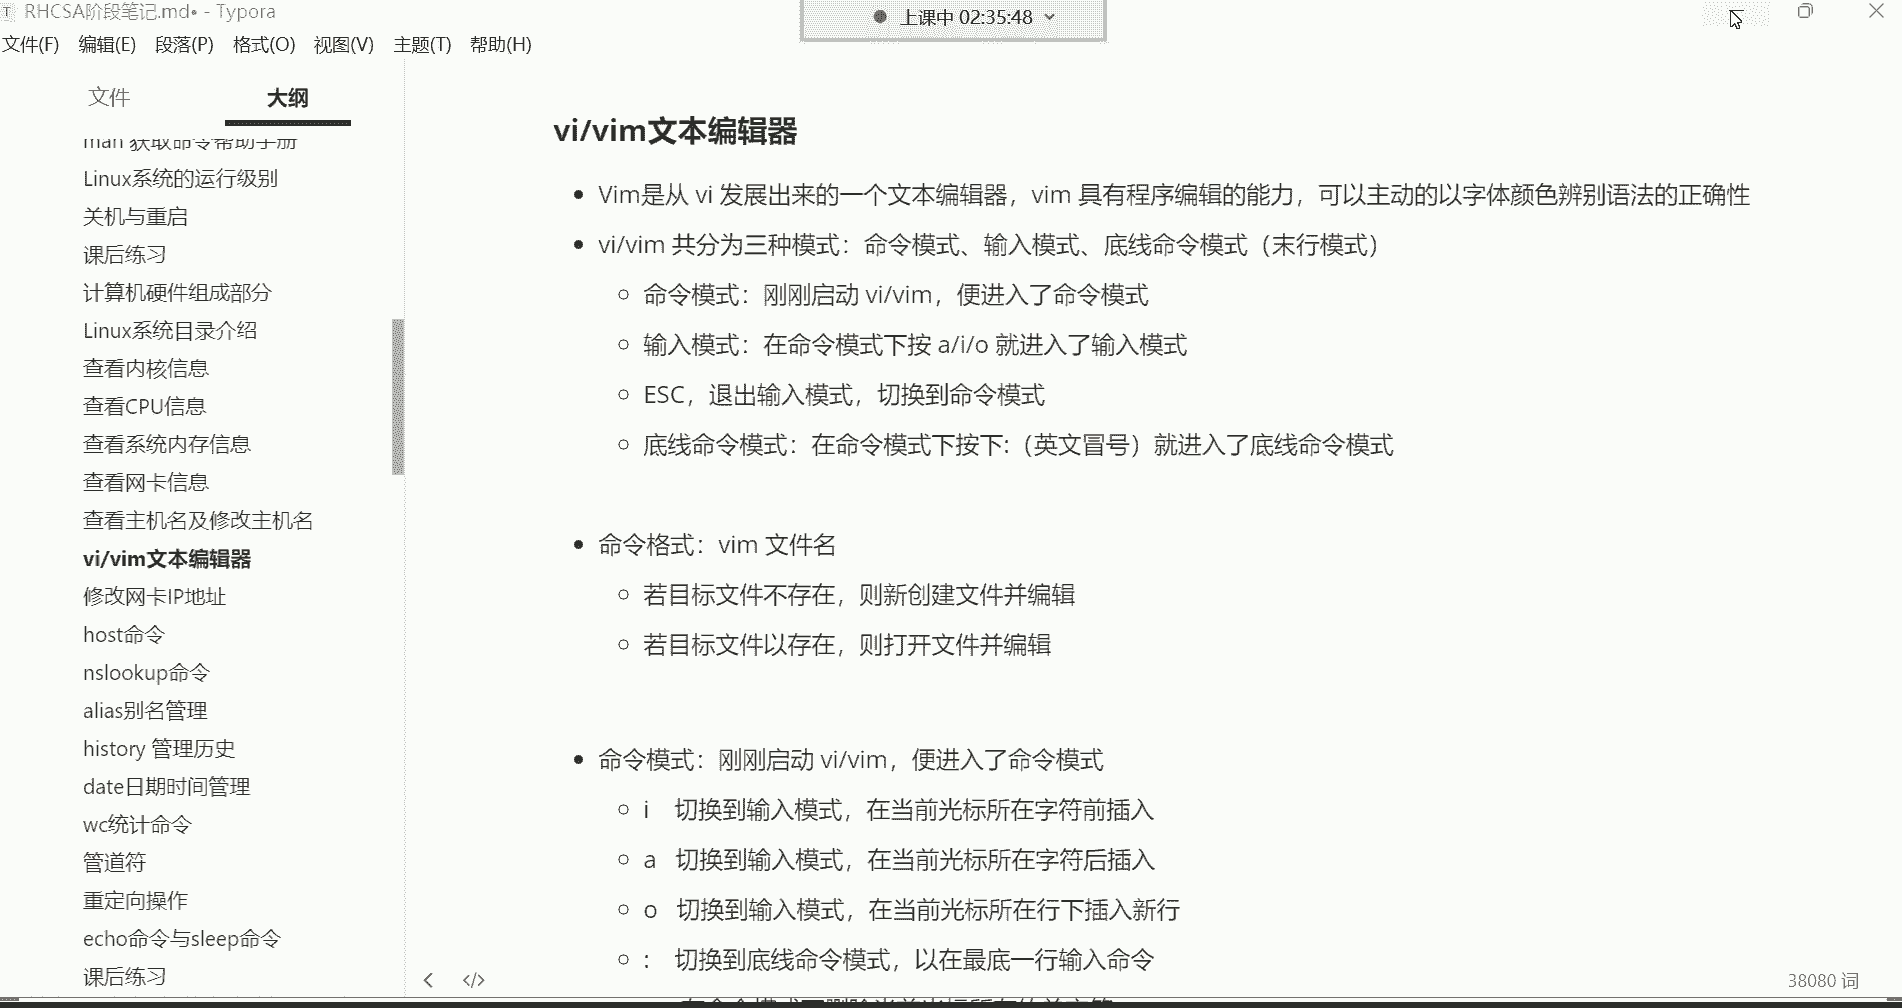 RHCSA阶段笔记.md• - Typora
上课中 02:35:48
文件(F) 编辑(E) 段落(P) 格式(O) 视图(V) 主题(T) 帮助(H)
文件 大纲
man 获取命令帮助手册
Linux系统的运行级别
关机与重启
课后练习
计算机硬件组成部分
Linux系统目录介绍
查看内核信息
查看CPU信息
查看系统内存信息
查看网卡信息
查看主机名及修改主机名
vi/vim文本编辑器
修改网卡IP地址
host命令
nslookup命令
alias别名管理
history 管理历史
date日期时间管理
wc统计命令
管道符
重定向操作
echo命令与sleep命令
课后练习
vi/vim文本编辑器
Vim是从 vi 发展出来的一个文本编辑器，vim 具有程序编辑的能力，可以主动的以字体颜色辨别语法的正确性
vi/vim 共分为三种模式：命令模式、输入模式、底线命令模式（末行模式）
命令模式：刚刚启动 vi/vim，便进入了命令模式
输入模式：在命令模式下按 a/i/o 就进入了输入模式
ESC，退出输入模式，切换到命令模式
底线命令模式：在命令模式下按下:（英文冒号）就进入了底线命令模式
命令格式：vim 文件名
若目标文件不存在，则新创建文件并编辑
若目标文件以存在，则打开文件并编辑
命令模式：刚刚启动 vi/vim，便进入了命令模式
i 切换到输入模式，在当前光标所在字符前插入
a 切换到输入模式，在当前光标所在字符后插入
o 切换到输入模式，在当前光标所在行下插入新行
: 切换到底线命令模式，以在最底一行输入命令
38080 词